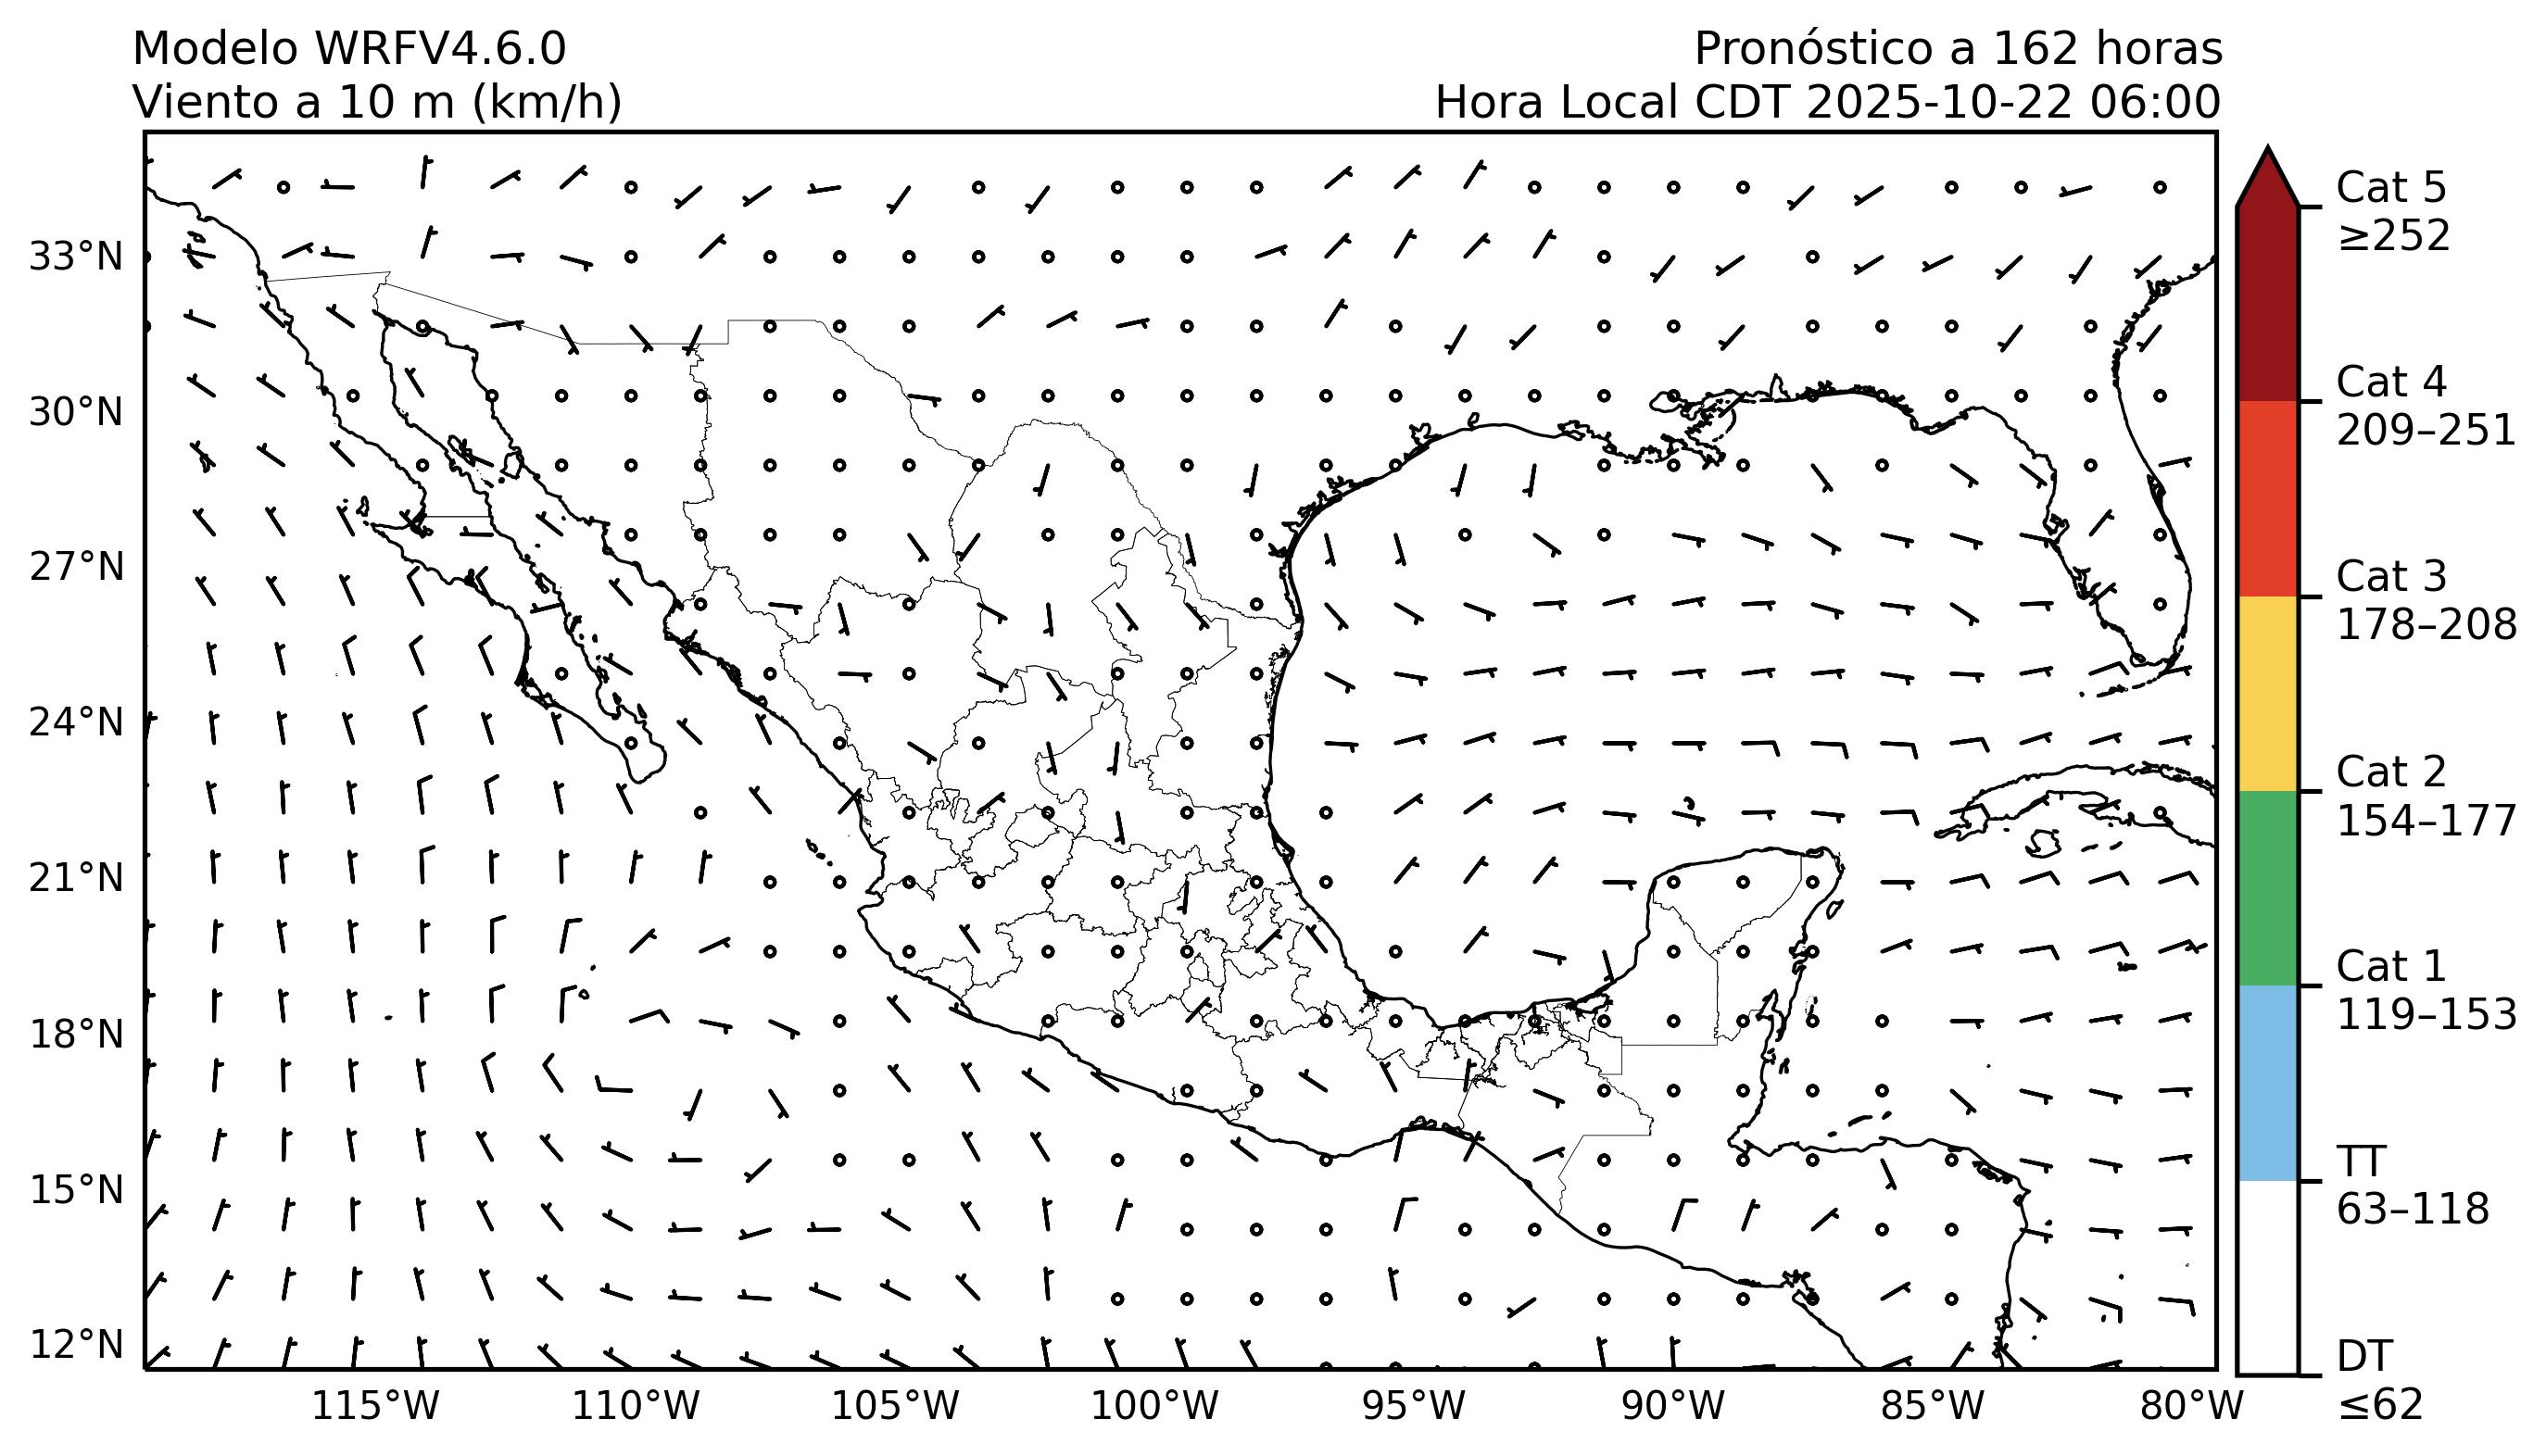 Modelo WRFV4.6.0
Viento a 10 m (km/h)
Pronóstico a 162 horas
Hora Local CDT 2025-10-22 06:00
33°N
30°N
27°N
24°N
21°N
18°N
15°N
12°N
115°W
110°W
105°W
100°W
95°W
90°W
85°W
80°W
Cat 5
≥252
Cat 4
209–251
Cat 3
178–208
Cat 2
154–177
Cat 1
119–153
TT
63–118
DT
≤62